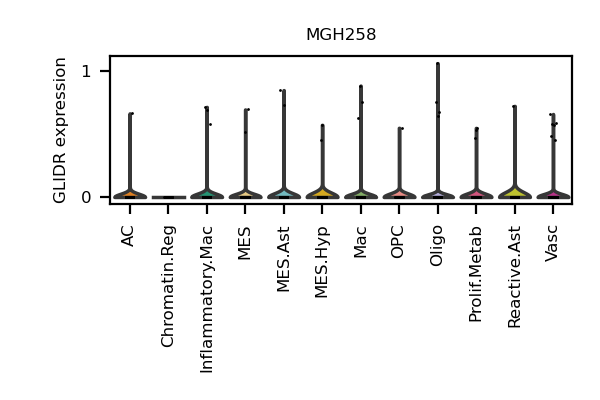 MGH258
GLIDR expression
1
0
AC
Chromatin.Reg
Inflammatory.Mac
MES
MES.Ast
MES.Hyp
Mac
OPC
Oligo
Prolif.Metab
Reactive.Ast
Vasc